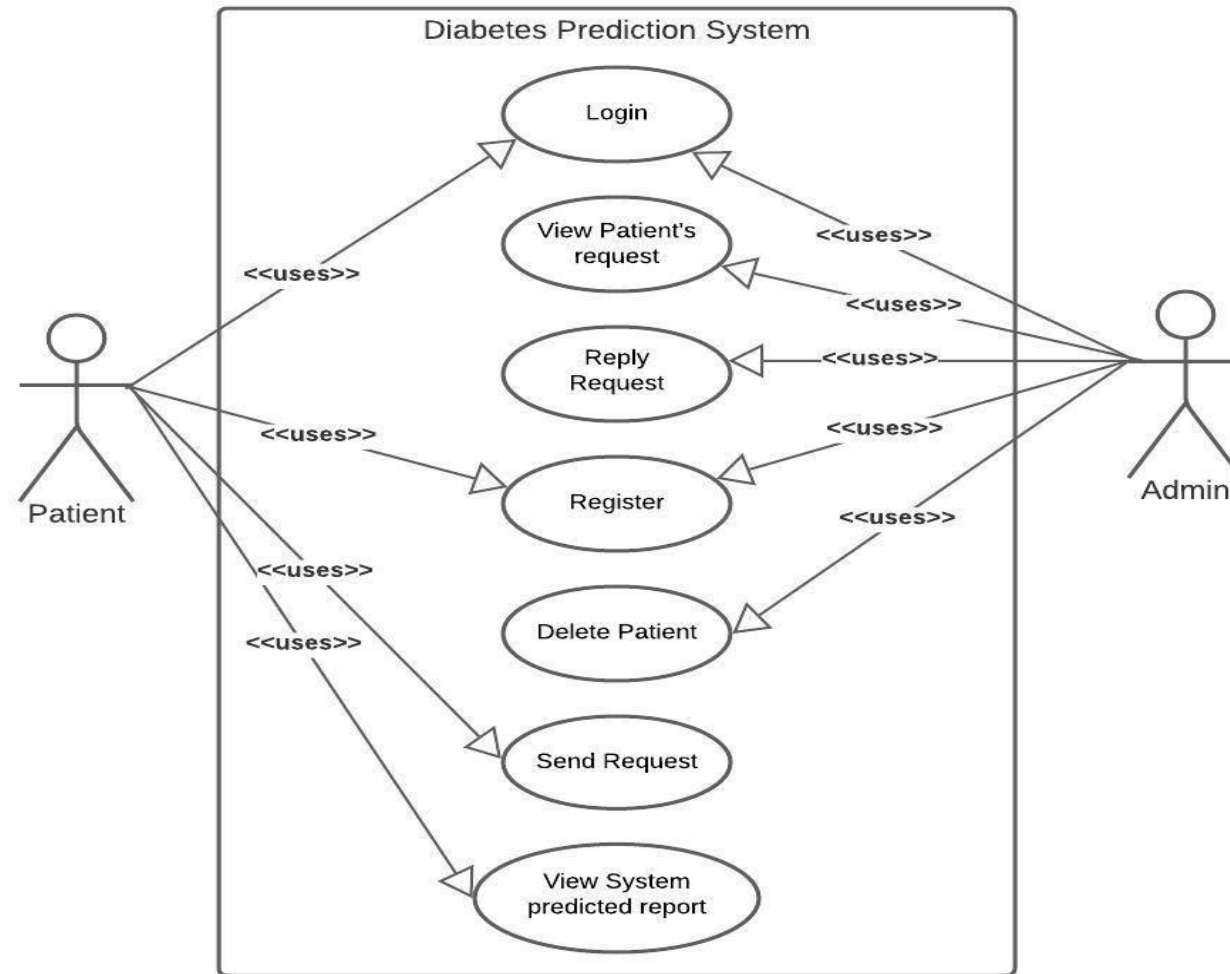 Diabetes Prediction System
Login
View Patient's
request
<<uses>>
<<uses>>
<<uses>>
Reply
Request
<<uses>>
<<uses>>
<<uses>>
Register
Patient
Admin
<<uses>>
<<uses>>
Delete Patient
<<uses>>
Send Request
View System
predicted report